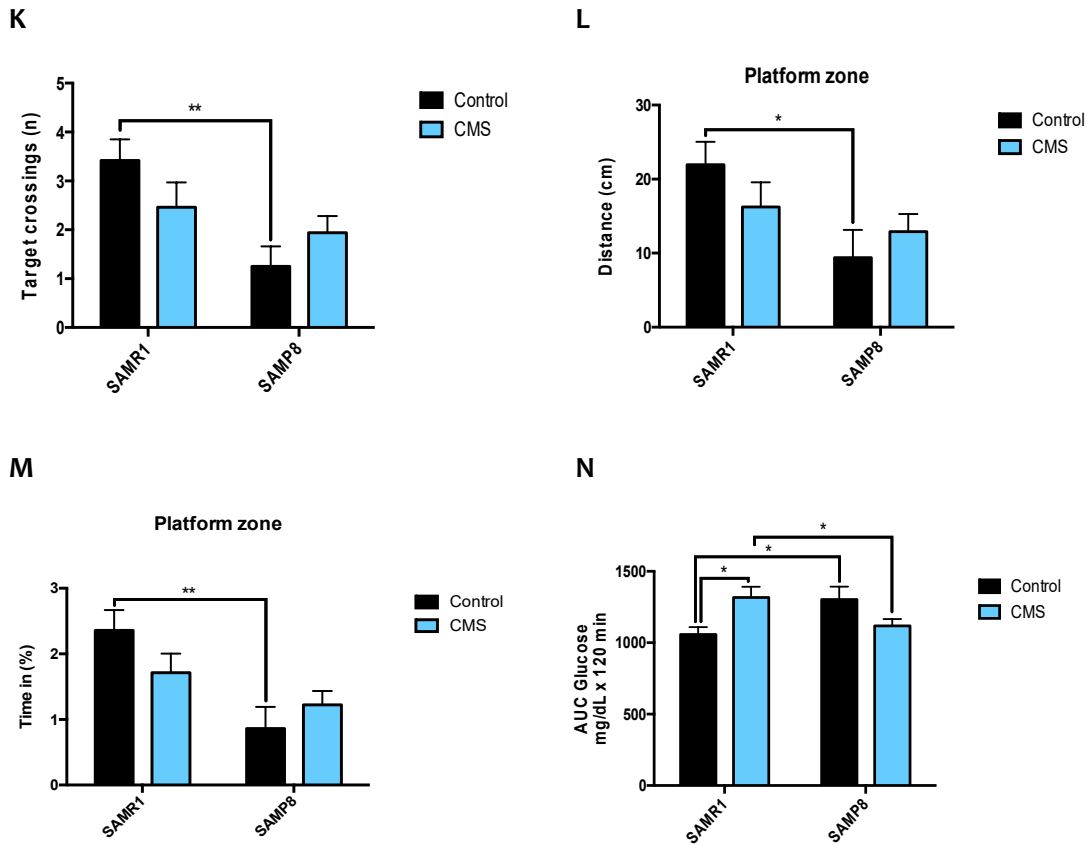 K
Target crossings (n)
5
4
3
2
1
0
**
SAMR1
SAMP8
Control
CMS
L
Platform zone
Distance (cm)
30
20
10
0
*
SAMR1
SAMP8
Control
CMS
M
Platform zone
Time in (%)
3
2
1
0
**
SAMR1
SAMP8
Control
CMS
N
AUC Glucose
mg/dL x 120 min
1500
1000
500
0
*
*
*
SAMR1
SAMP8
Control
CMS